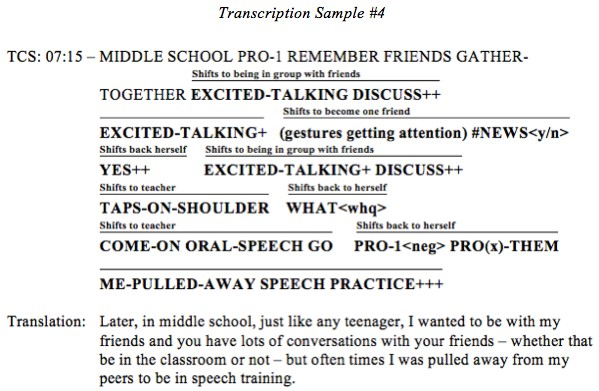 Transcription Sample #4
TCS: 07:15 – MIDDLE SCHOOL PRO-1 REMEMBER FRIENDS GATHER-
Shifts to being in group with friends
TOGETHER EXCITED-TALKING DISCUSS++
Shifts to become one friend
EXCITED-TALKING+ (gestures getting attention) #NEWS<y/n>
Shifts back herself Shifts to being in group with friends
YES++ EXCITED-TALKING+ DISCUSS++
Shifts to teacher Shifts back to herself
TAPS-ON-SHOULDER WHAT<whq>
Shifts to teacher Shifts back to herself
COME-ON ORAL-SPEECH GO PRO-1<neg> PRO(x)-THEM
ME-PULLED-AWAY SPEECH PRACTICE+++
Translation: Later, in middle school, just like any teenager, I wanted to be with my
friends and you have lots of conversations with your friends – whether that
be in the classroom or not – but often times I was pulled away from my
peers to be in speech training.